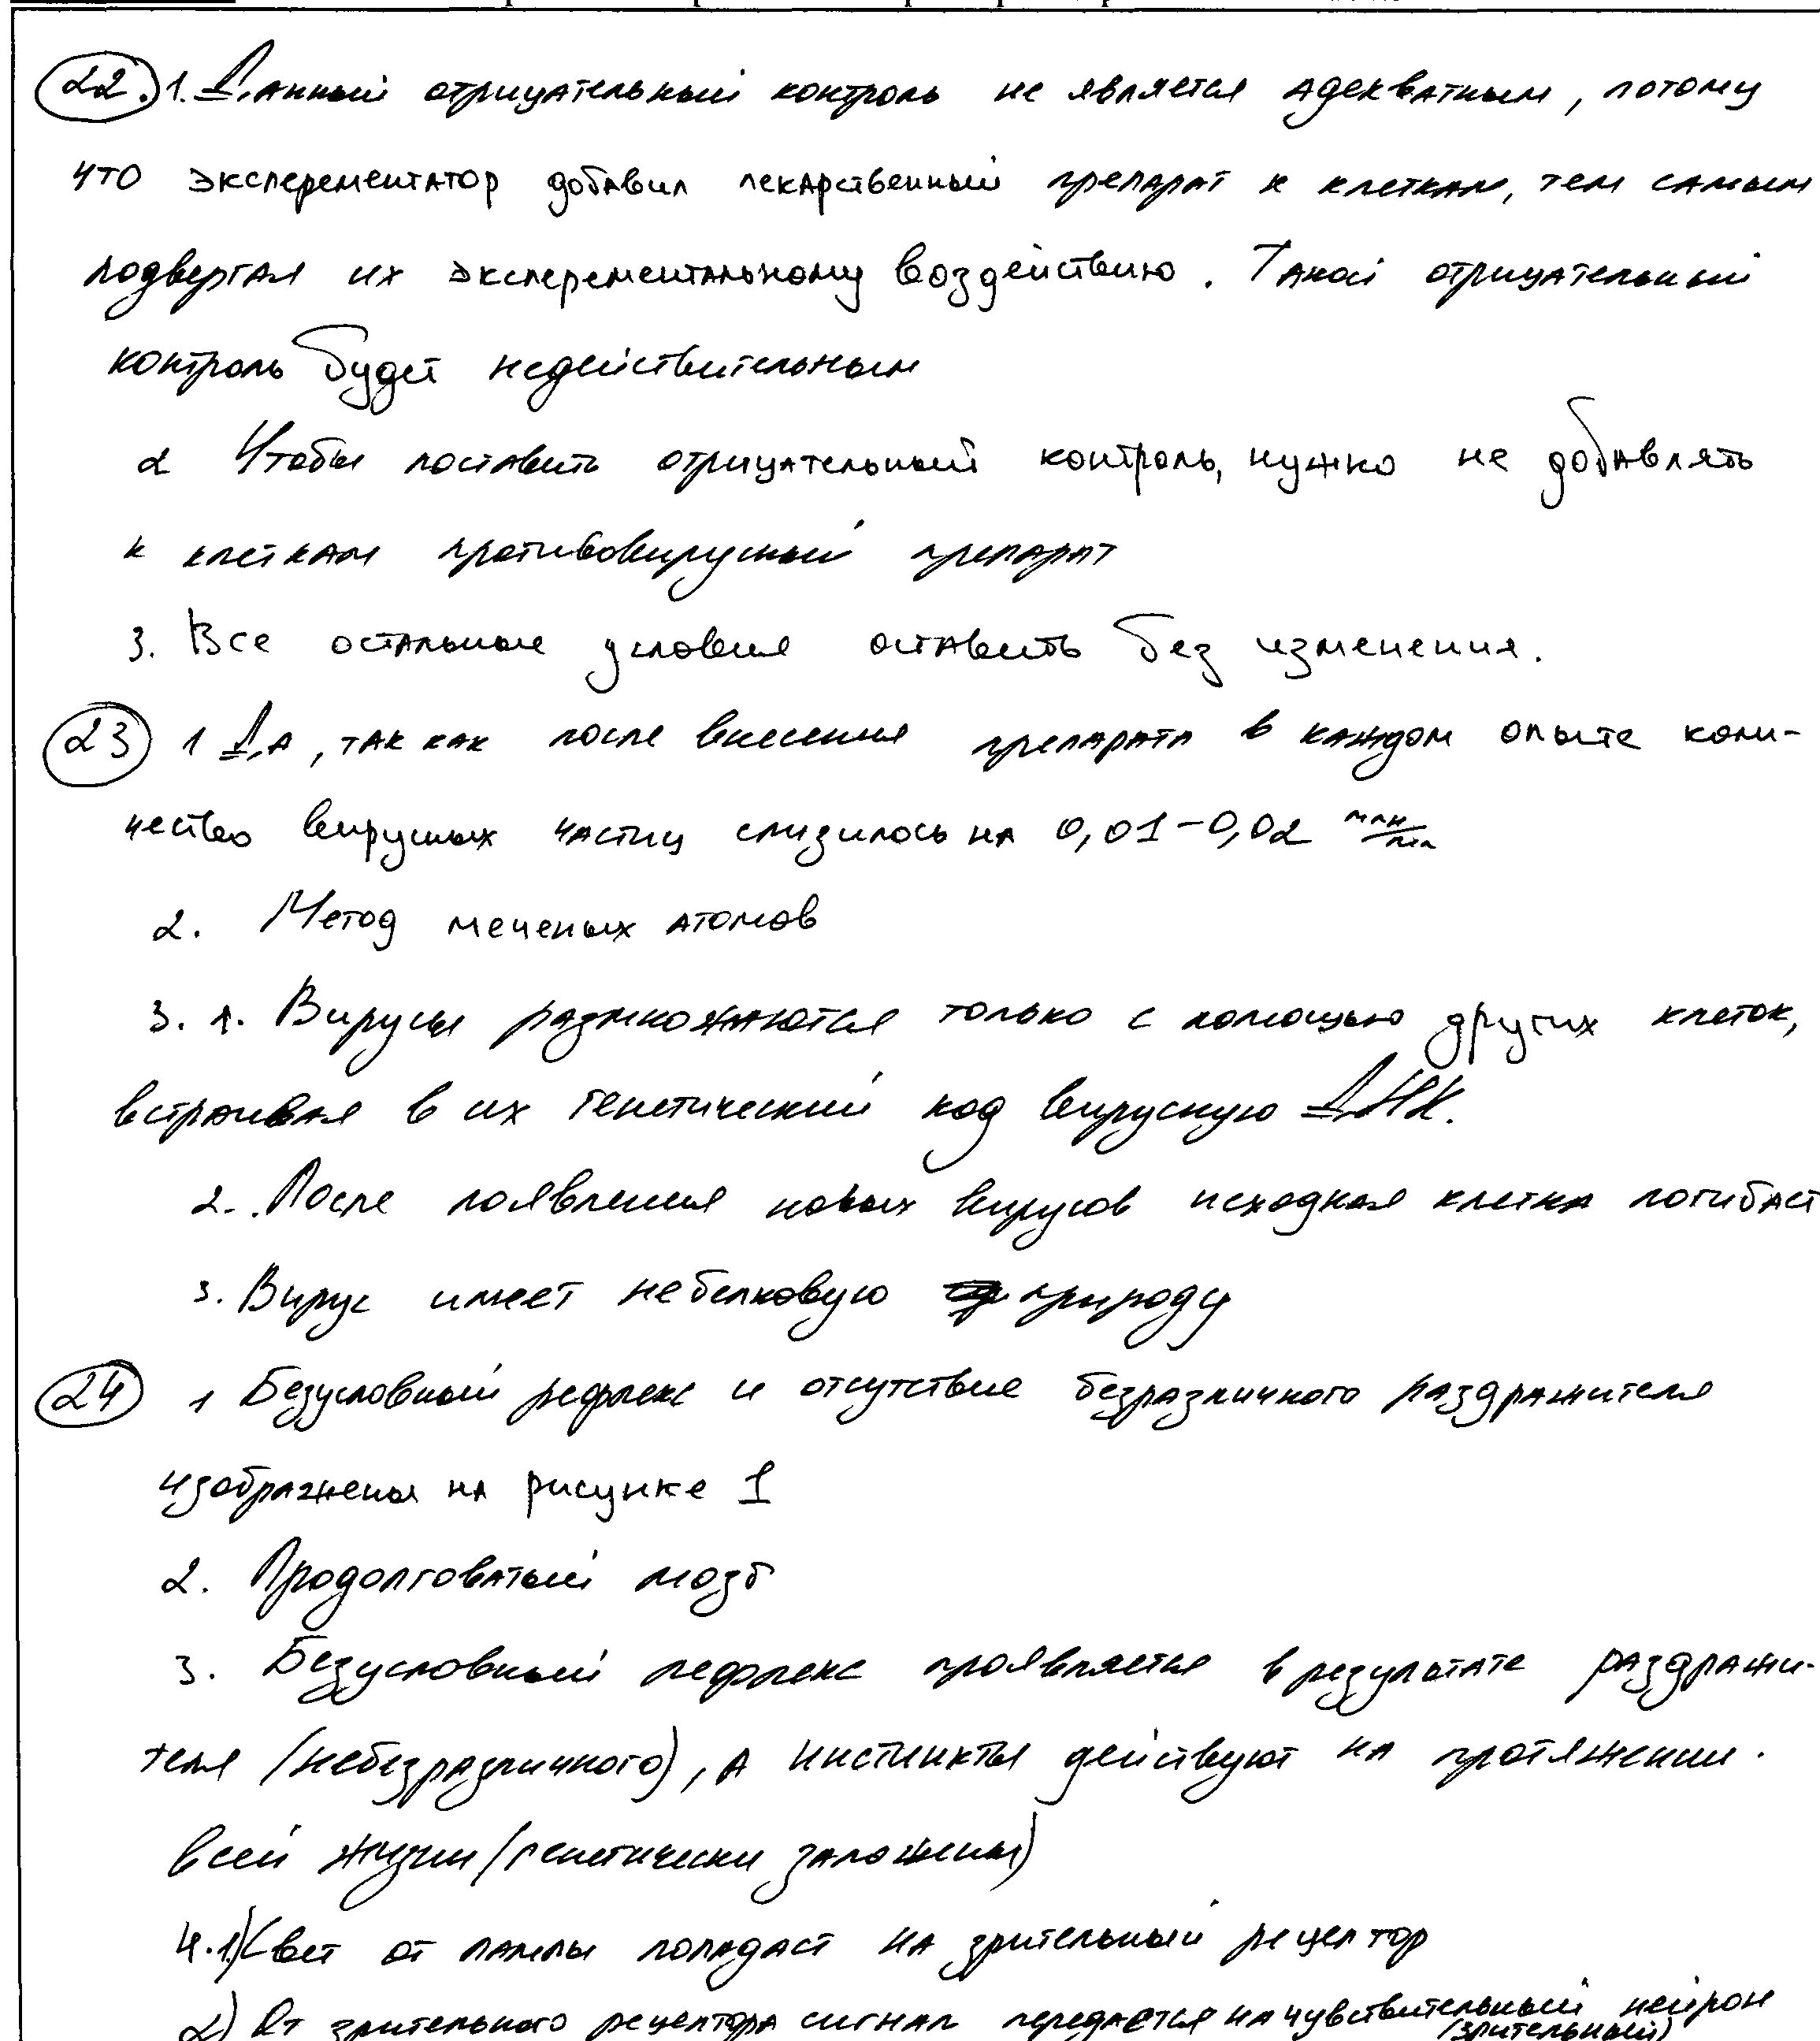 22. 1. Данный отрицательный контроль не является адекватным, потому
что эксперементатор добавил лекарственный препарат к клеткам, тем самым
подвергая их эксперементальному воздействию. Такой отрицательный
контроль будет недействительным
2 Чтобы поставить отрицательный контроль, нужно не добавлять
к клеткам противовирусный препарат
3. Все остальные условия оставить без изменения.
23 1 Да, так как после внесения препарата в каждом опыте коли-
чество вирусных частиц снизилось на 0,01-0,02 млн/мл
2. Метод меченых атомов
3. 1. Вирусы размножаются только с помощью других клеток,
встраивая в их генетический код вирусную ДНК.
2. После появления новых вирусов исходная клетка погибает
3. Вирус имеет небелковую природу
24 1 Безусловный рефлекс и отсутствие безразличного раздражителя
изображены на рисунке 1
2. Продолговатый мозг
3. Безусловный рефлекс проявляется в результате раздражи-
теля (небезразличного), а инстинкты действуют на протяжении
всей жизни (генетически заложены)
4. 1) Свет от лампы попадает на зрительный рецептор
2) От зрительного рецептора сигнал передается на чувствительный нейрон
(зрительный)